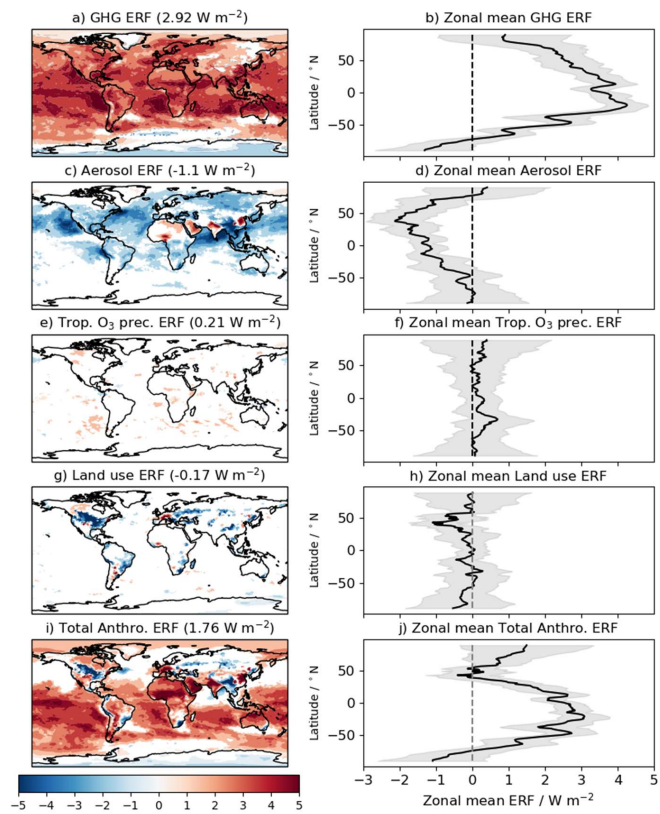 a) GHG ERF (2.92 W m⁻²)
b) Zonal mean GHG ERF
Latitude / °N
50
0
−50
c) Aerosol ERF (-1.1 W m⁻²)
d) Zonal mean Aerosol ERF
Latitude / °N
50
0
−50
e) Trop. O₃ prec. ERF (0.21 W m⁻²)
f) Zonal mean Trop. O₃ prec. ERF
Latitude / °N
50
0
−50
g) Land use ERF (-0.17 W m⁻²)
h) Zonal mean Land use ERF
Latitude / °N
50
0
−50
i) Total Anthro. ERF (1.76 W m⁻²)
j) Zonal mean Total Anthro. ERF
Latitude / °N
50
0
−50
−5 −4 −3 −2 −1 0 1 2 3 4 5
−3 −2 −1 0 1 2 3 4 5
Zonal mean ERF / W m⁻²